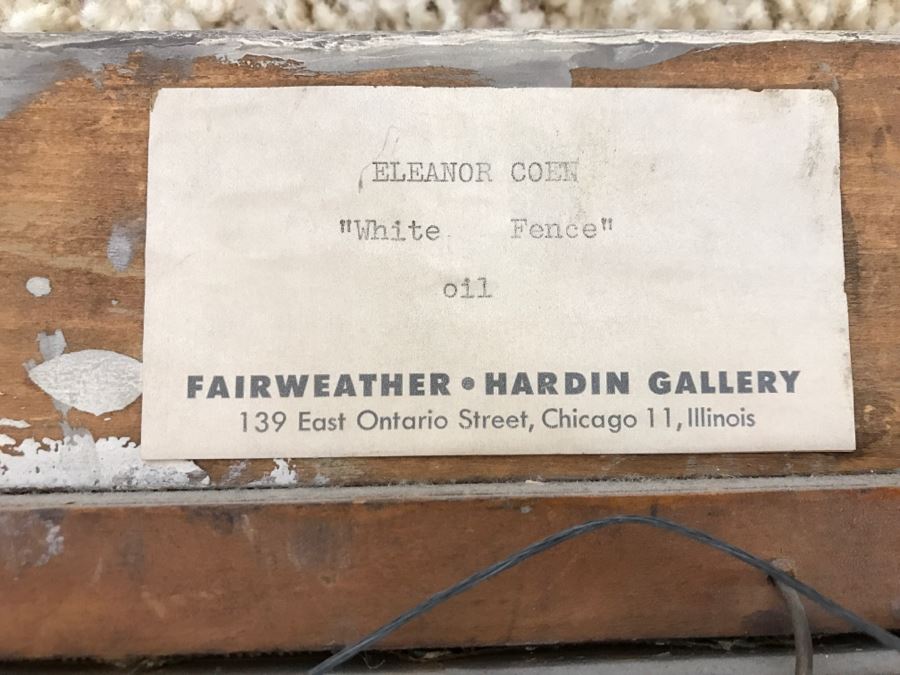 ELEANOR COEN
"White Fence"
oil
FAIRWEATHER • HARDIN GALLERY
139 East Ontario Street, Chicago 11, Illinois